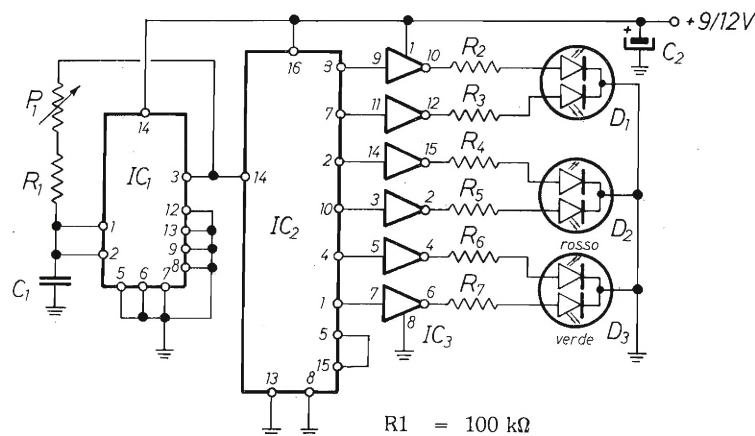 +9/12V
C2
P1
R1
C1
IC1
14
3
12
13
9
8
1
2
5 6 7
IC2
16
14
3
7
2
10
4
1
5
15
13 8
9 1 10
11 12
14 15
3 2
5 4
7 6
8
IC3
R2
R3
R4
R5
R6
R7
D1
D2
rosso
D3
verde
R1 = 100 kΩ